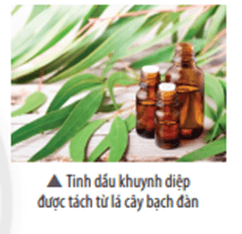 ▲ Tinh dầu khuynh diệp
được tách từ lá cây bạch đàn